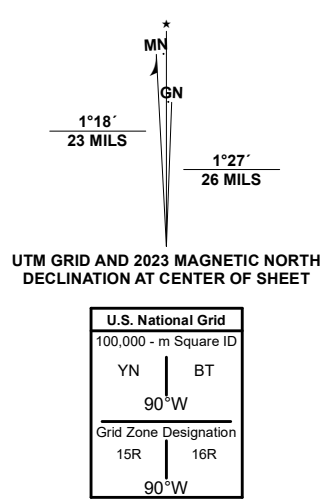 MN
GN
1°18´
23 MILS
1°27´
26 MILS
UTM GRID AND 2023 MAGNETIC NORTH
DECLINATION AT CENTER OF SHEET
U.S. National Grid
100,000 - m Square ID
YN BT
90°W
Grid Zone Designation
15R 16R
90°W